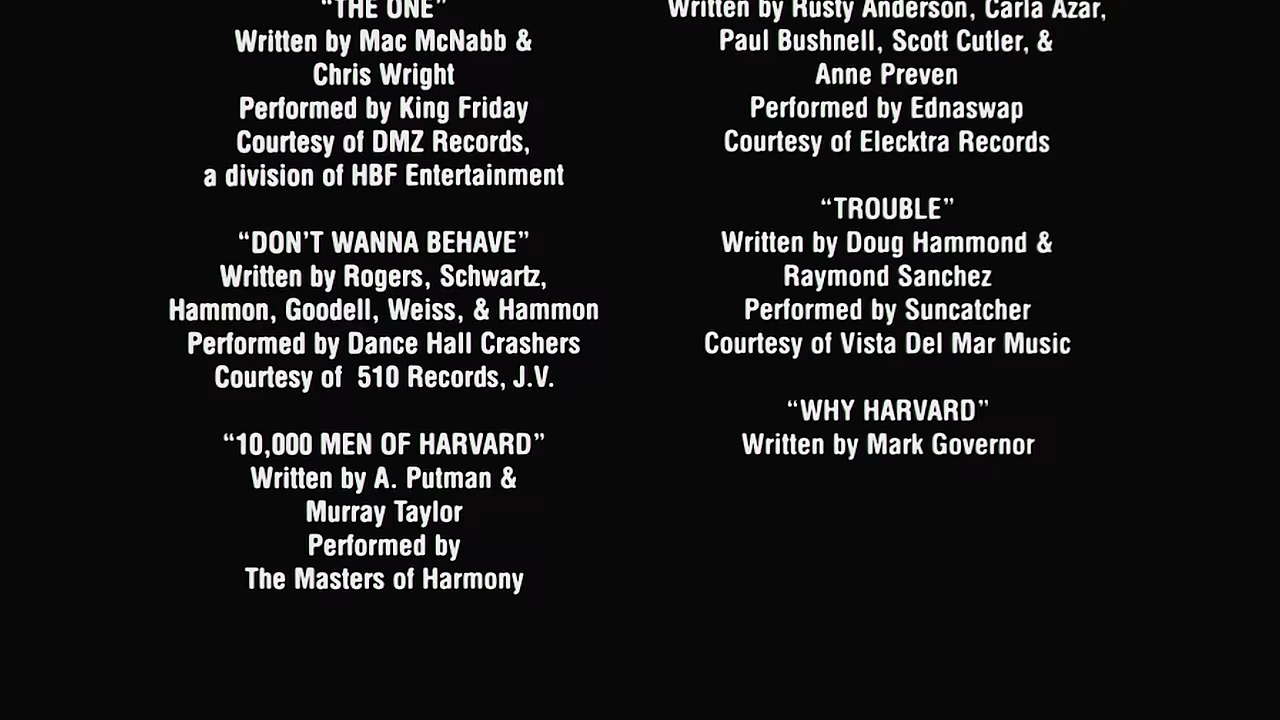 “THE ONE”
Written by Mac McNabb &
Chris Wright
Performed by King Friday
Courtesy of DMZ Records,
a division of HBF Entertainment
“DON’T WANNA BEHAVE”
Written by Rogers, Schwartz,
Hammon, Goodell, Weiss, & Hammon
Performed by Dance Hall Crashers
Courtesy of  510 Records, J.V.
“10,000 MEN OF HARVARD”
Written by A. Putman &
Murray Taylor
Performed by
The Masters of Harmony
Written by Rusty Anderson, Carla Azar,
Paul Bushnell, Scott Cutler, &
Anne Preven
Performed by Ednaswap
Courtesy of Elecktra Records
“TROUBLE”
Written by Doug Hammond &
Raymond Sanchez
Performed by Suncatcher
Courtesy of Vista Del Mar Music
“WHY HARVARD”
Written by Mark Governor